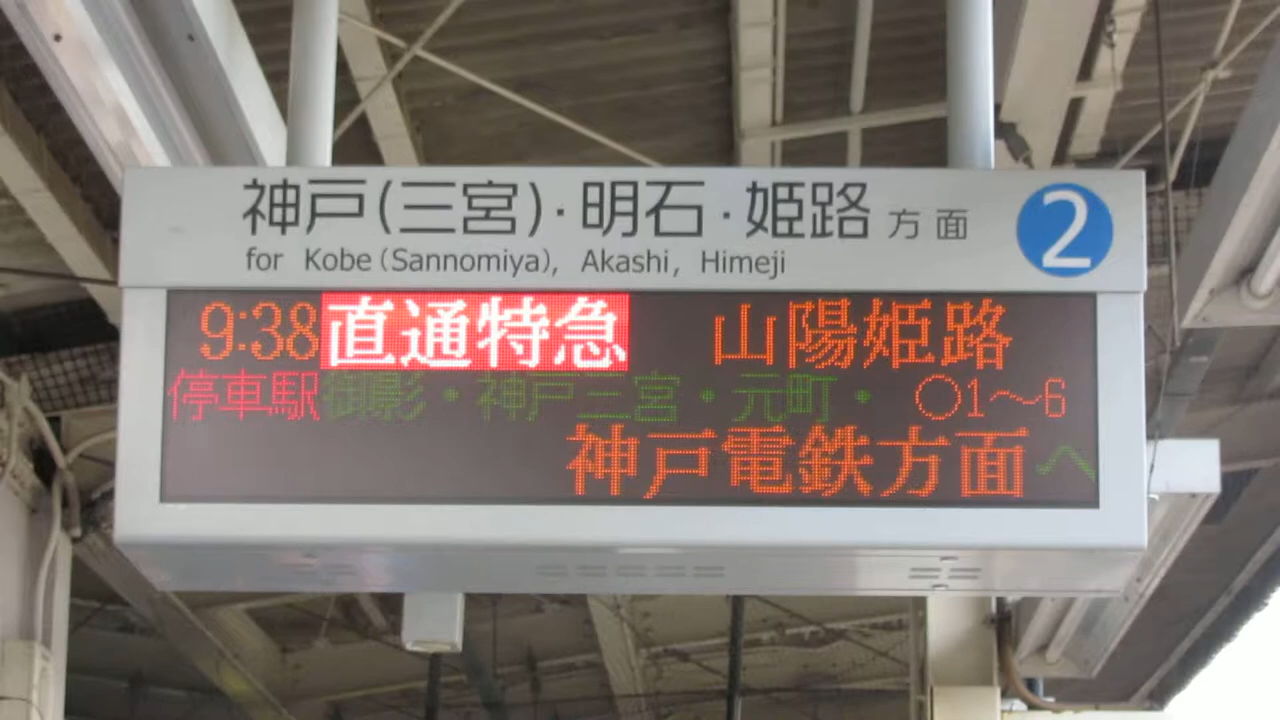 神戸(三宮)・明石・姫路 方面 2
for Kobe (Sannomiya), Akashi, Himeji
9:38 直通特急 山陽姫路
停車駅 御影・神戸三宮・元町・ ○1〜6
神戸電鉄方面へ